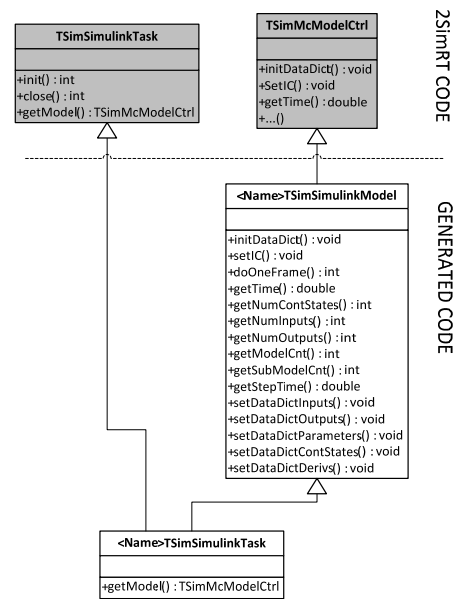 TSimSimulinkTask
+init() : int
+close() : int
+getModel() : TSimMcModelCtrl
TSimMcModelCtrl
+initDataDict() : void
+SetIC() : void
+getTime() : double
+...()
2SimRT CODE
<Name>TSimSimulinkModel
+initDataDict() : void
+setIC() : void
+doOneFrame() : int
+getTime() : double
+getNumContStates() : int
+getNumInputs() : int
+getNumOutputs() : int
+getModelCnt() : int
+getSubModelCnt() : int
+getStepTime() : double
+setDataDictInputs() : void
+setDataDictOutputs() : void
+setDataDictParameters() : void
+setDataDictContStates() : void
+setDataDictDerivs() : void
GENERATED CODE
<Name>TSimSimulinkTask
+getModel() : TSimMcModelCtrl